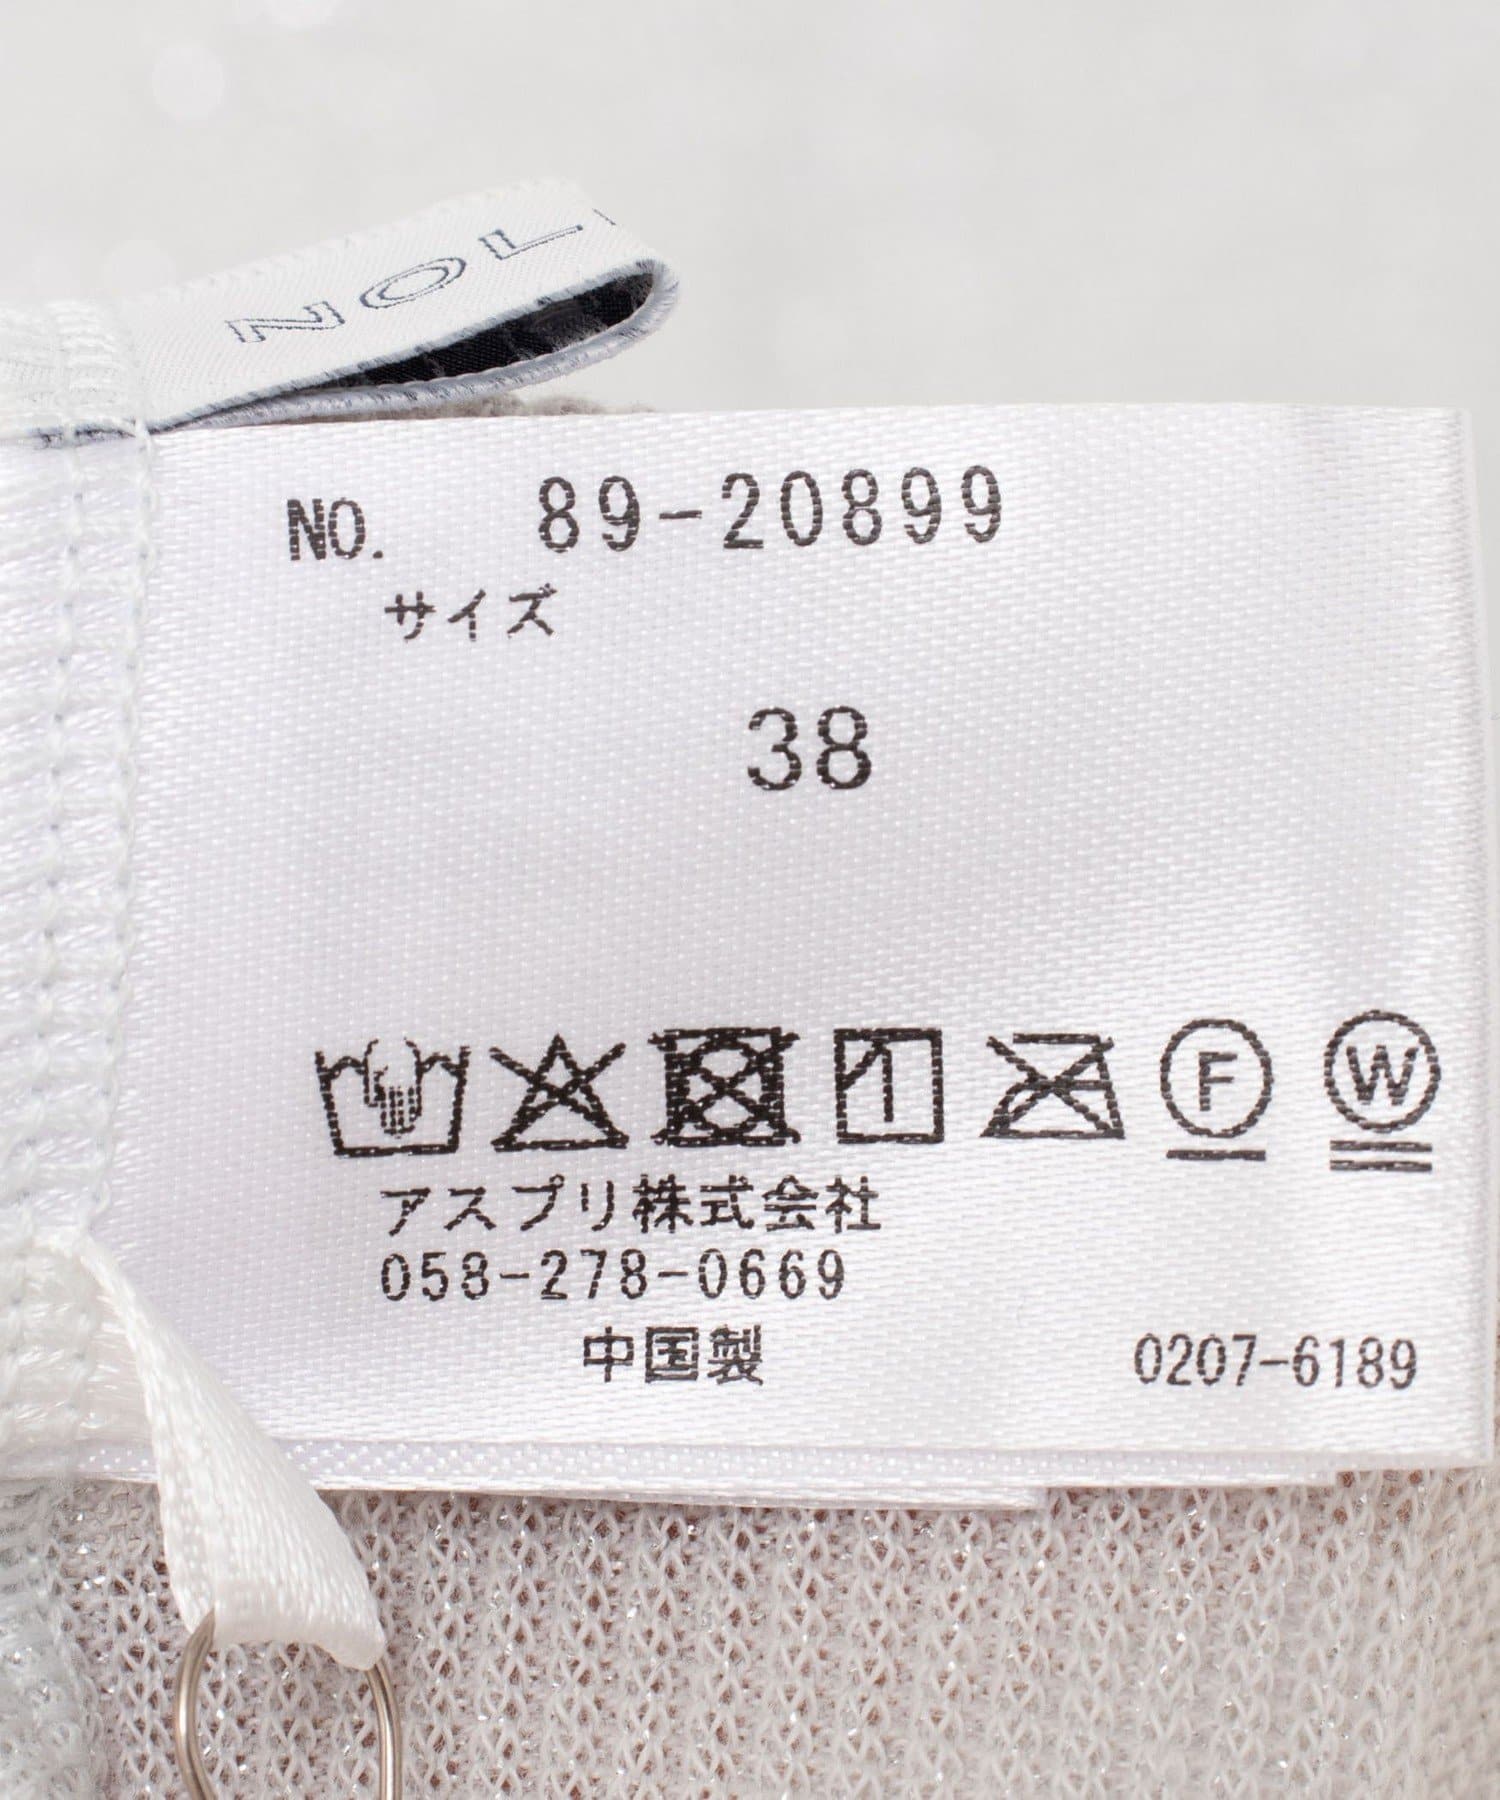 NOL
NO. 89-20899
サイズ
38
F W
アスプリ株式会社
058-278-0669
中国製 0207-6189